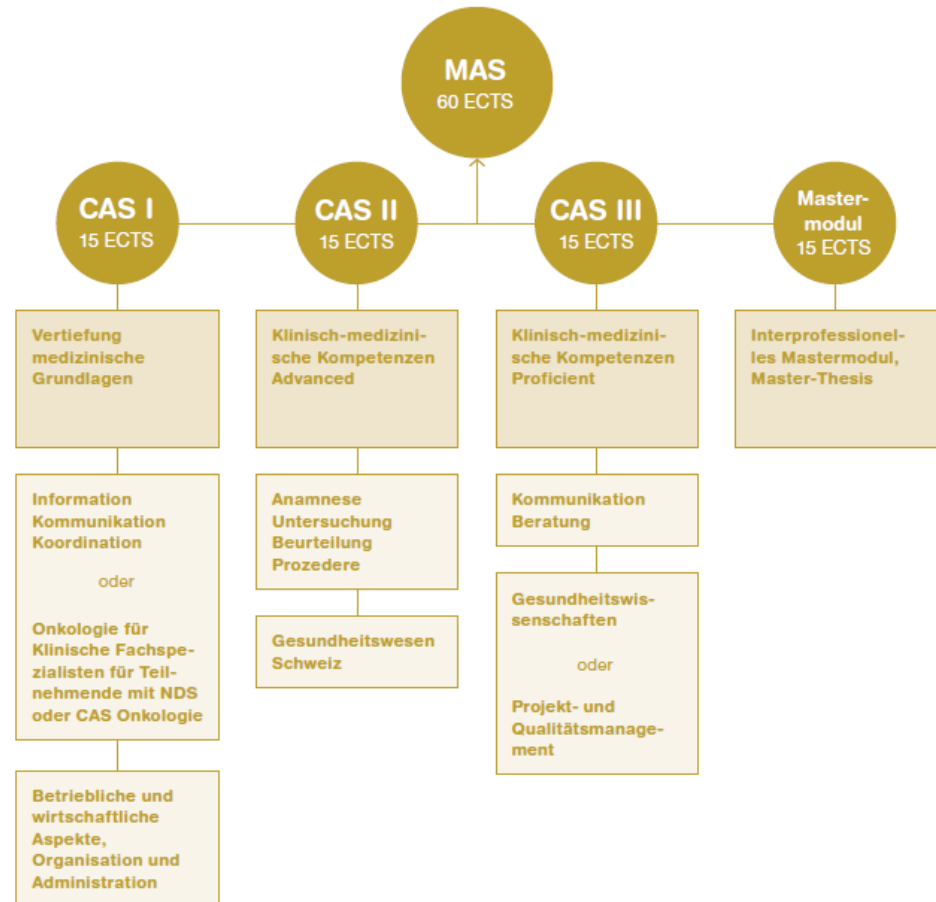 MAS
60 ECTS
CAS I
15 ECTS
CAS II
15 ECTS
CAS III
15 ECTS
Master-
modul
15 ECTS
Vertiefung
medizinische
Grundlagen
Information
Kommunikation
Koordination
oder
Onkologie für
Klinische Fachspe-
zialisten für Teil-
nehmende mit NDS
oder CAS Onkologie
Betriebliche und
wirtschaftliche
Aspekte,
Organisation und
Administration
Klinisch-medizini-
sche Kompetenzen
Advanced
Anamnese
Untersuchung
Beurteilung
Prozedere
Gesundheitswesen
Schweiz
Klinisch-medizini-
sche Kompetenzen
Proficient
Kommunikation
Beratung
Gesundheitswis-
senschaften
oder
Projekt- und
Qualitätsmanage-
ment
Interprofessionel-
les Mastermodul,
Master-Thesis